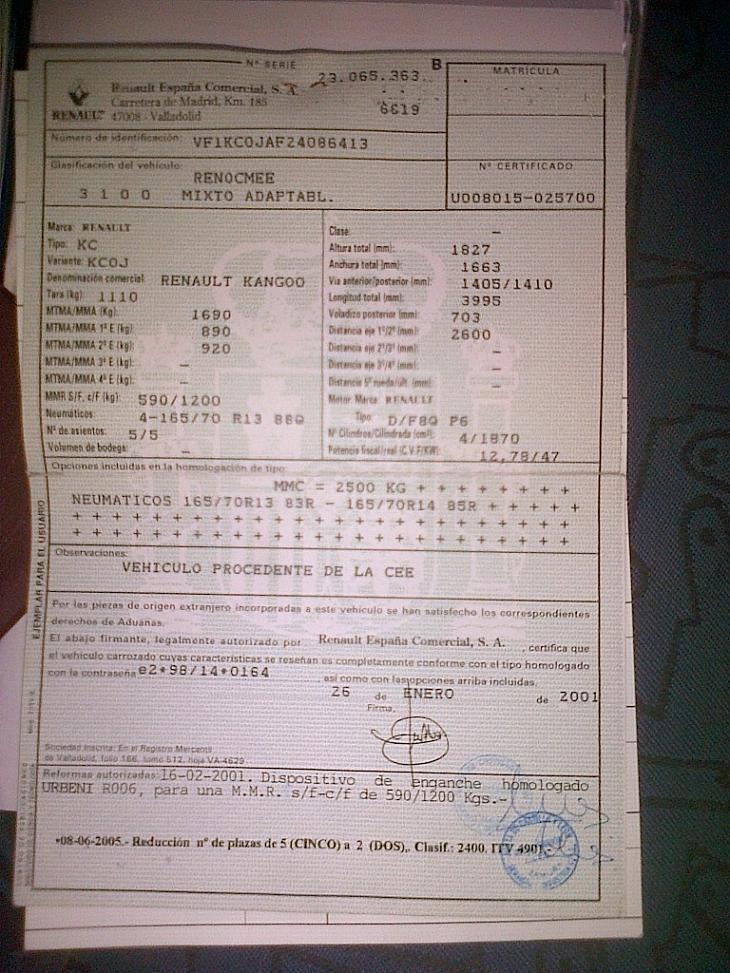 Nº SERIE
B
MATRÍCULA
Renault España Comercial, S. A.
23.065.363.
Carretera de Madrid, Km. 185
RENAULT 47008 - Valladolid
6619
Número de identificación: VF1KC0JAF24086413
Clasificación del vehículo:
RENOCMEE
3 1 0 0 MIXTO ADAPTABL.
Nº CERTIFICADO
U008015-025700
Marca: RENAULT
Tipo: KC
Variante: KCOJ
Denominación comercial: RENAULT KANGOO
Tara (kg) 1110
MTMA/MMA (Kg): 1690
MTMA/MMA 1º E (kg): 890
MTMA/MMA 2º E (kg): 920
MTMA/MMA 3º E (kg): -
MTMA/MMA 4º E (kg): -
MMR S/F, c/F (kg): 590/1200
Neumáticos: 4-165/70 R13 88Q
Nº de asientos: 5/5
Volumen de bodega: -
Clase: -
Altura total (mm): 1827
Anchura total (mm): 1663
Vía anterior/posterior (mm): 1405/1410
Longitud total (mm): 3995
Voladizo posterior (mm): 703
Distancia eje 1º/2º (mm): 2600
Distancia eje 2º/3º (mm): -
Distancia eje 3º/4º (mm): -
Distancia 5ª rueda/ult. (mm): -
Motor: Marca: RENAULT
Tipo: D/F8Q P6
Nº Cilindros/Cilindrada (cm³): 4/1870
Potencia fiscal/real (C.V.F/KW): 12,78/47
Opciones incluidas en la homologación de tipo:
MMC = 2500 KG + + + + + + + +
NEUMATICOS 165/70R13 83R - 165/70R14 85R + + + + +
+ + + + + + + + + + + + + + + + + + + + + + + + +
+ + + + + + + + + + + + + + + + + + + + + + + + +
Observaciones:
VEHICULO PROCEDENTE DE LA CEE
EJEMPLAR PARA EL USUARIO
Por las piezas de origen extranjero incorporadas a este vehículo se han satisfecho los correspondientes
derechos de Aduanas.
El abajo firmante, legalmente autorizado por Renault España Comercial, S. A. , certifica que
el vehículo carrozado cuyas características se reseñan es completamente conforme con el tipo homologado
con la contraseña e2*98/14*0164 así como con las opciones arriba incluidas.
26 de ENERO de 2001
Firma,
Sociedad Inscrita: En el Registro Mercantil
de Valladolid, folio 166, tomo 512, hoja VA-4629
Reformas autorizadas: 16-02-2001. Dispositivo de enganche homologado
URBENI R006, para una M.M.R. s/f-c/f de 590/1200 Kgs.-
*08-06-2005.- Reducción nº de plazas de 5 (CINCO) a 2 (DOS),. Clasif.: 2400. ITV 4901.-